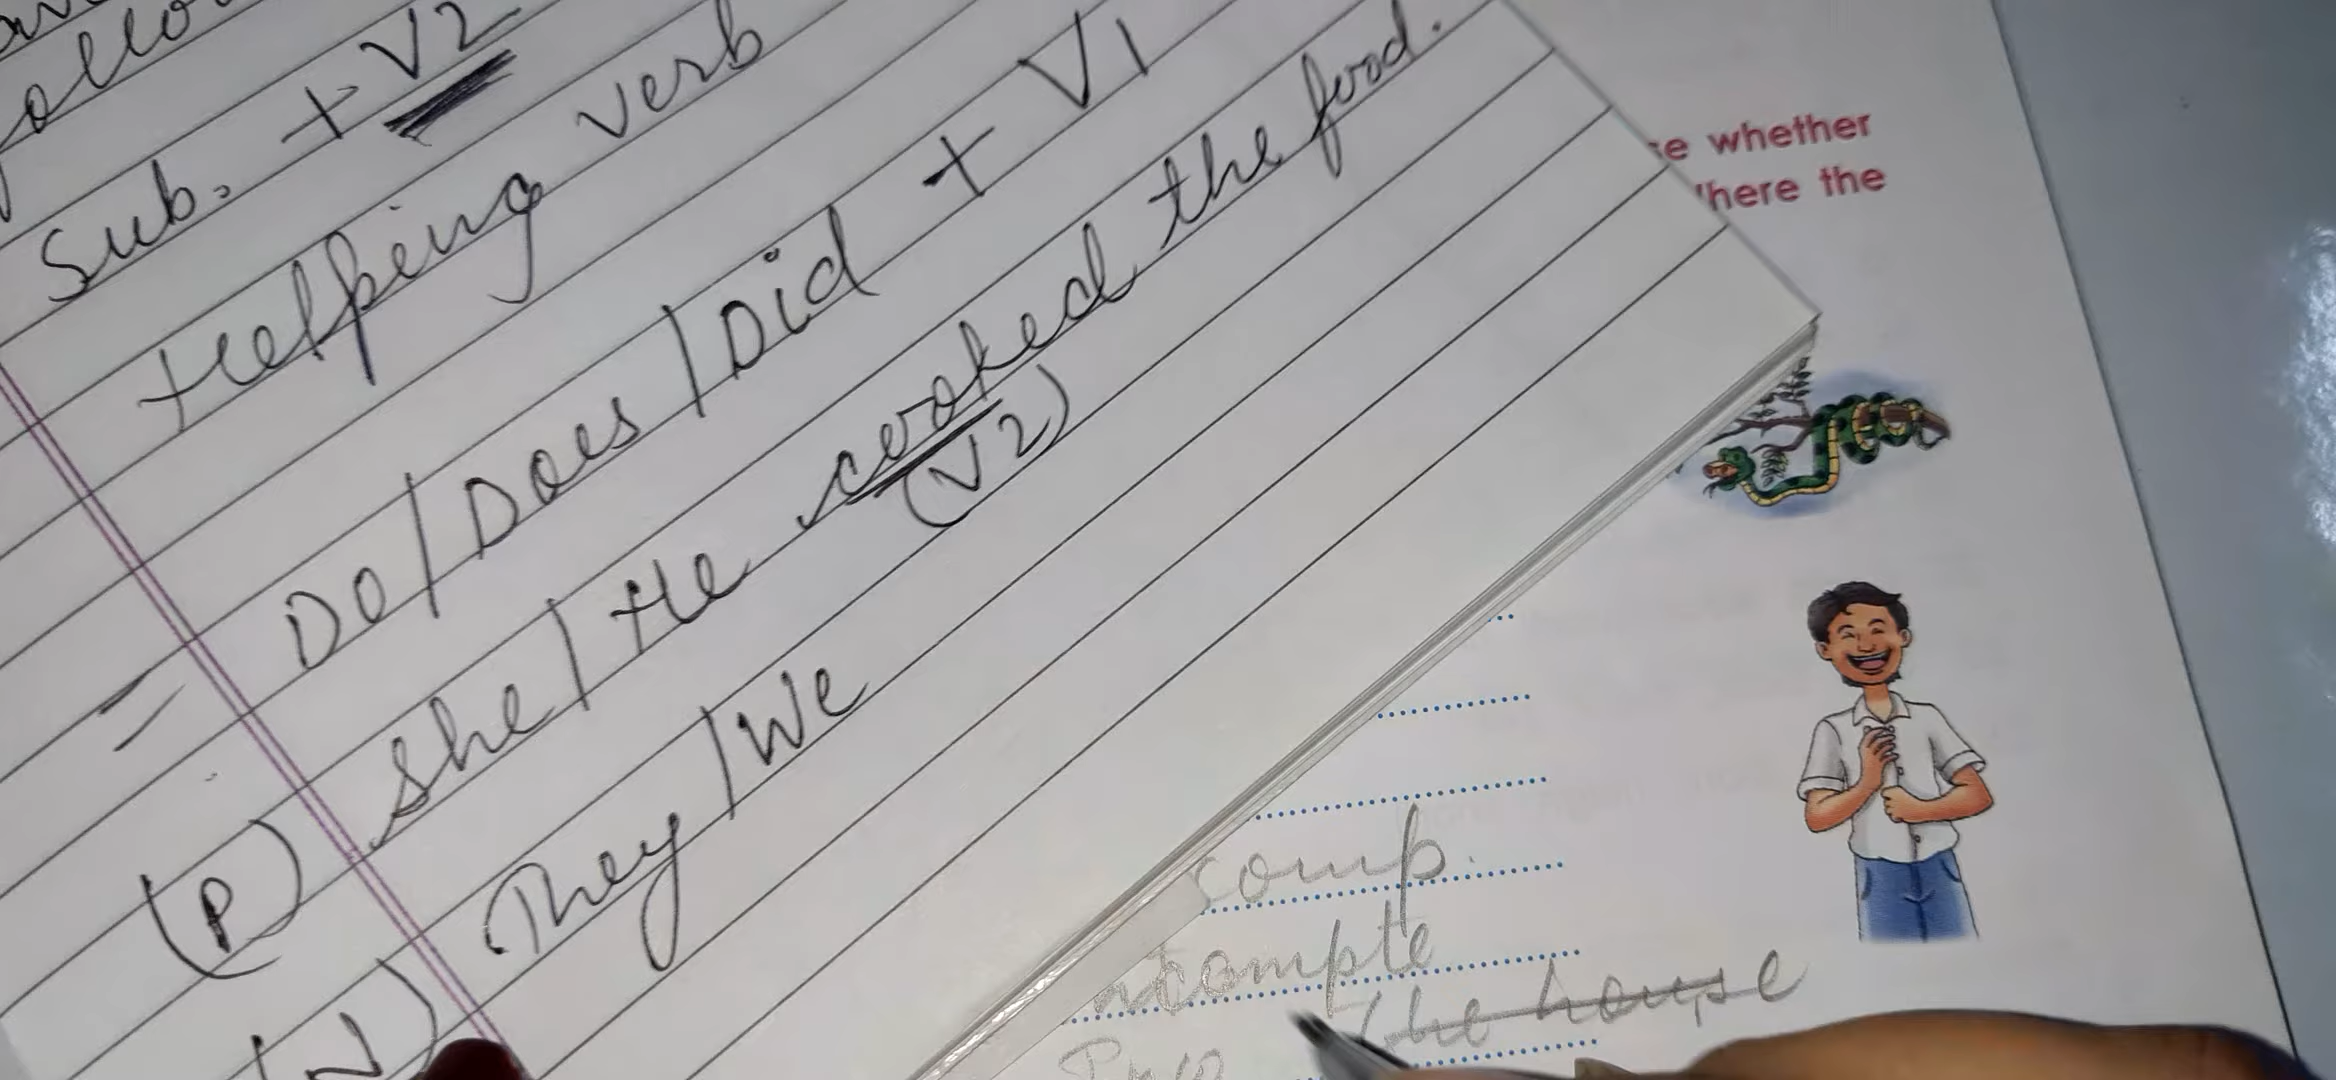 Sub. + V2
Helping verb
= Do/Does/Did + V1
(P) She/He cooked the food.
(V2)
(N) They/We
whether
here the
comp.
compte
the house